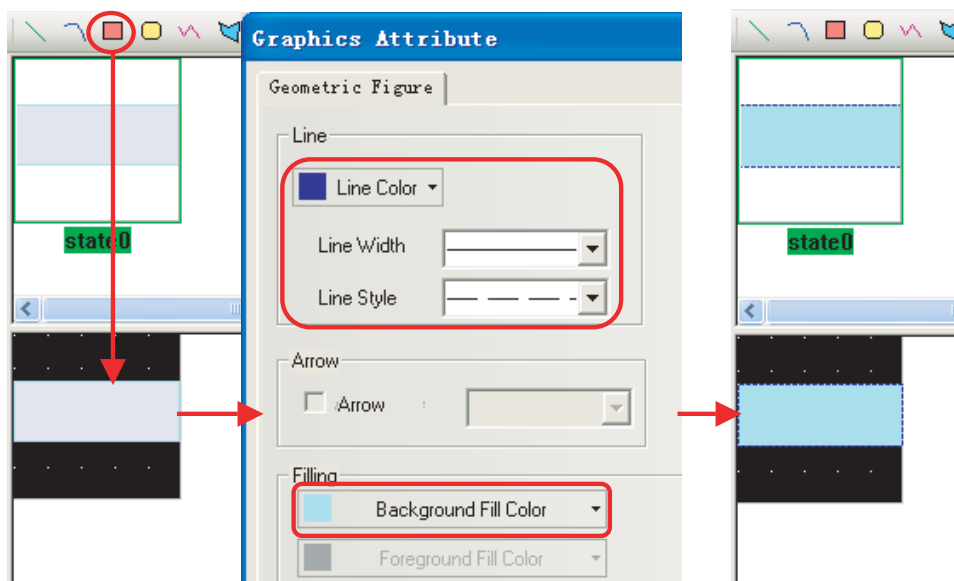 Graphics Attribute
Geometric Figure
Line
Line Color
Line Width
Line Style
Arrow
Arrow
Filling
Background Fill Color
Foreground Fill Color
state0
state0